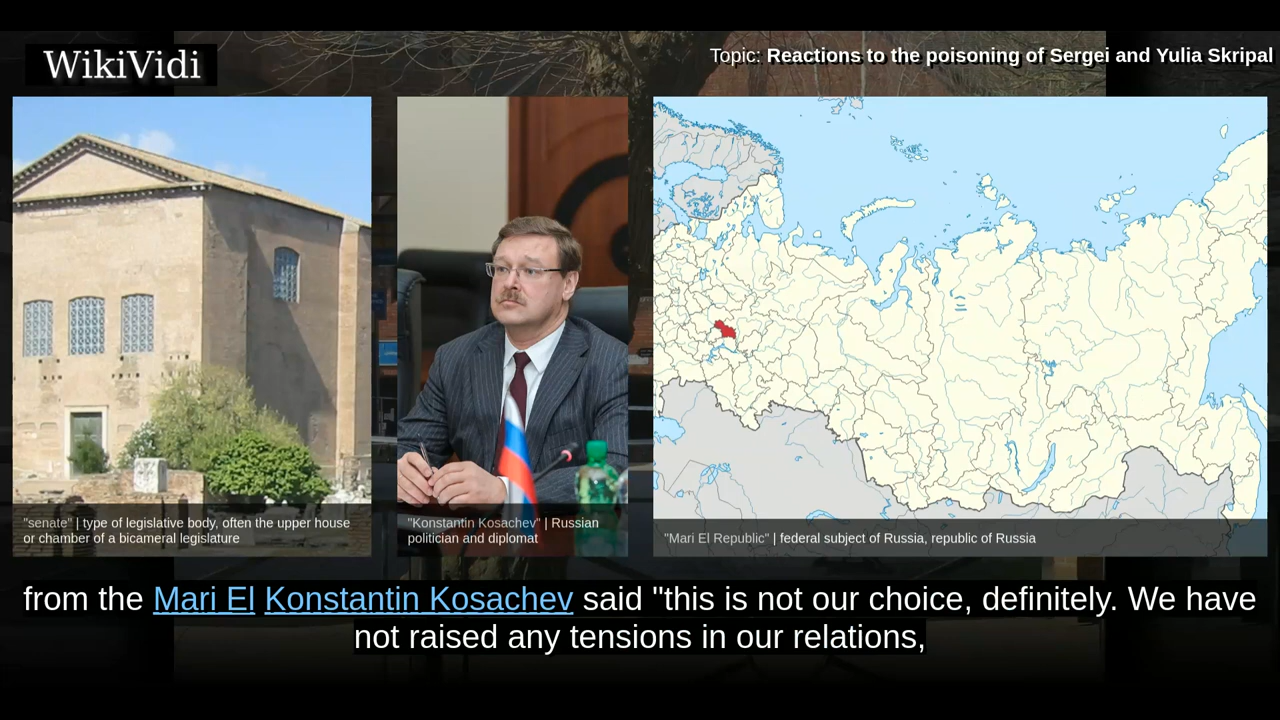 WikiVidi
Topic: Reactions to the poisoning of Sergei and Yulia Skripal
"senate" | type of legislative body, often the upper house
or chamber of a bicameral legislature
"Konstantin Kosachev" | Russian
politician and diplomat
"Mari El Republic" | federal subject of Russia, republic of Russia
from the Mari El Konstantin Kosachev said "this is not our choice, definitely. We have
not raised any tensions in our relations,